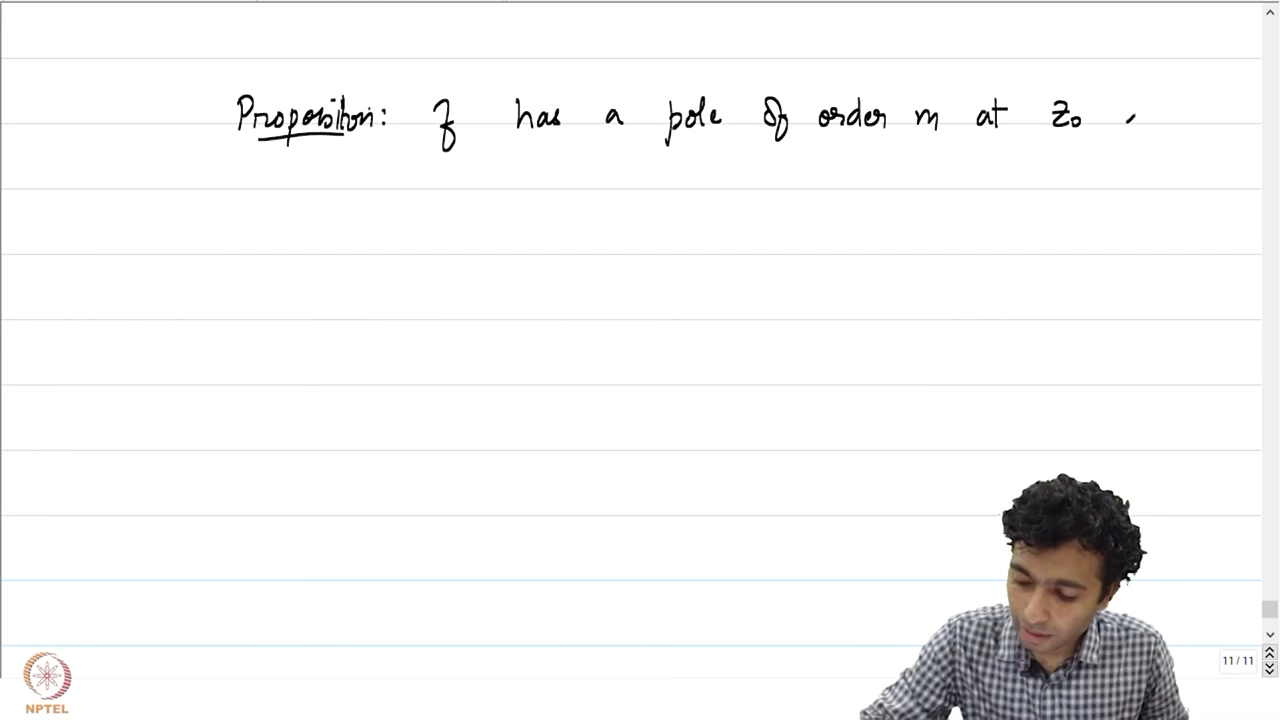 Proposition: f has a pole of order m at z₀
11 / 11
NPTEL